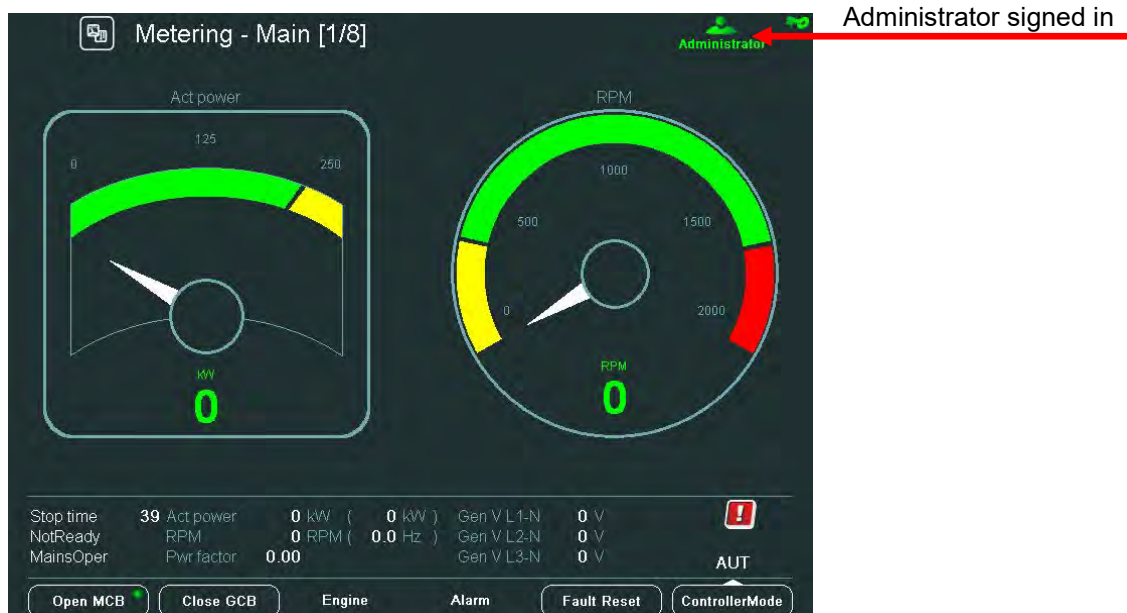 Administrator signed in
Metering - Main [1/8]
Administrator
Act power
0
125
250
kW
0
RPM
0
500
1000
1500
2000
RPM
0
Stop time 39 Act power 0 kW ( 0 kW ) Gen V L1-N 0 V
NotReady RPM 0 RPM ( 0.0 Hz ) Gen V L2-N 0 V
MainsOper Pwr factor 0.00 Gen V L3-N 0 V
AUT
Open MCB Close GCB Engine Alarm Fault Reset ControllerMode